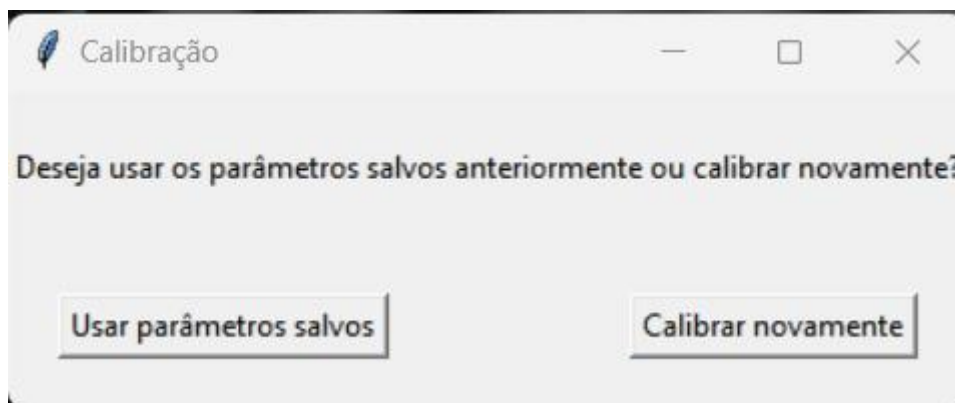 Calibração
Deseja usar os parâmetros salvos anteriormente ou calibrar novamente?
Usar parâmetros salvos
Calibrar novamente